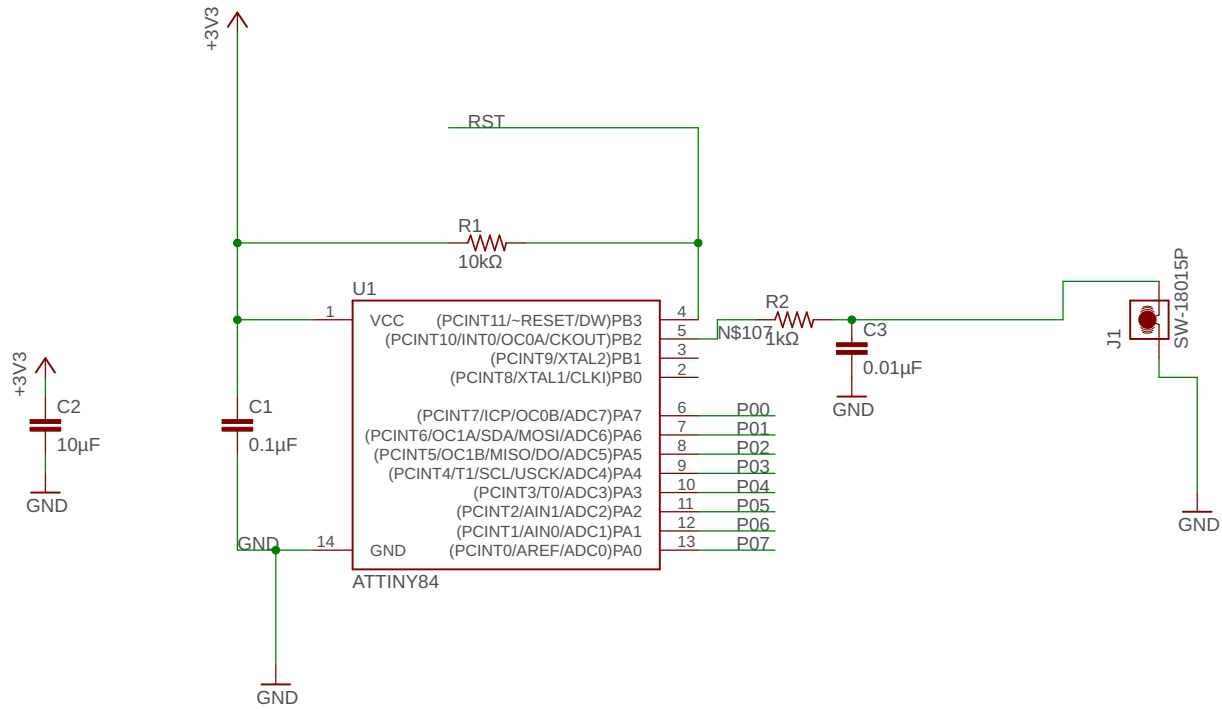 +3V3
RST
R1
10kΩ
U1
1
VCC
(PCINT11/~RESET/DW)PB3
4
(PCINT10/INT0/OC0A/CKOUT)PB2
5
(PCINT9/XTAL2)PB1
3
(PCINT8/XTAL1/CLKI)PB0
2
N$107
R2
1kΩ
C3
0.01µF
GND
J1
SW-18015P
GND
+3V3
C2
10µF
GND
C1
0.1µF
(PCINT7/ICP/OC0B/ADC7)PA7
6
P00
(PCINT6/OC1A/SDA/MOSI/ADC6)PA6
7
P01
(PCINT5/OC1B/MISO/DO/ADC5)PA5
8
P02
(PCINT4/T1/SCL/USCK/ADC4)PA4
9
P03
(PCINT3/T0/ADC3)PA3
10
P04
(PCINT2/AIN1/ADC2)PA2
11
P05
(PCINT1/AIN0/ADC1)PA1
12
P06
GND
14
GND
(PCINT0/AREF/ADC0)PA0
13
P07
ATTINY84
GND